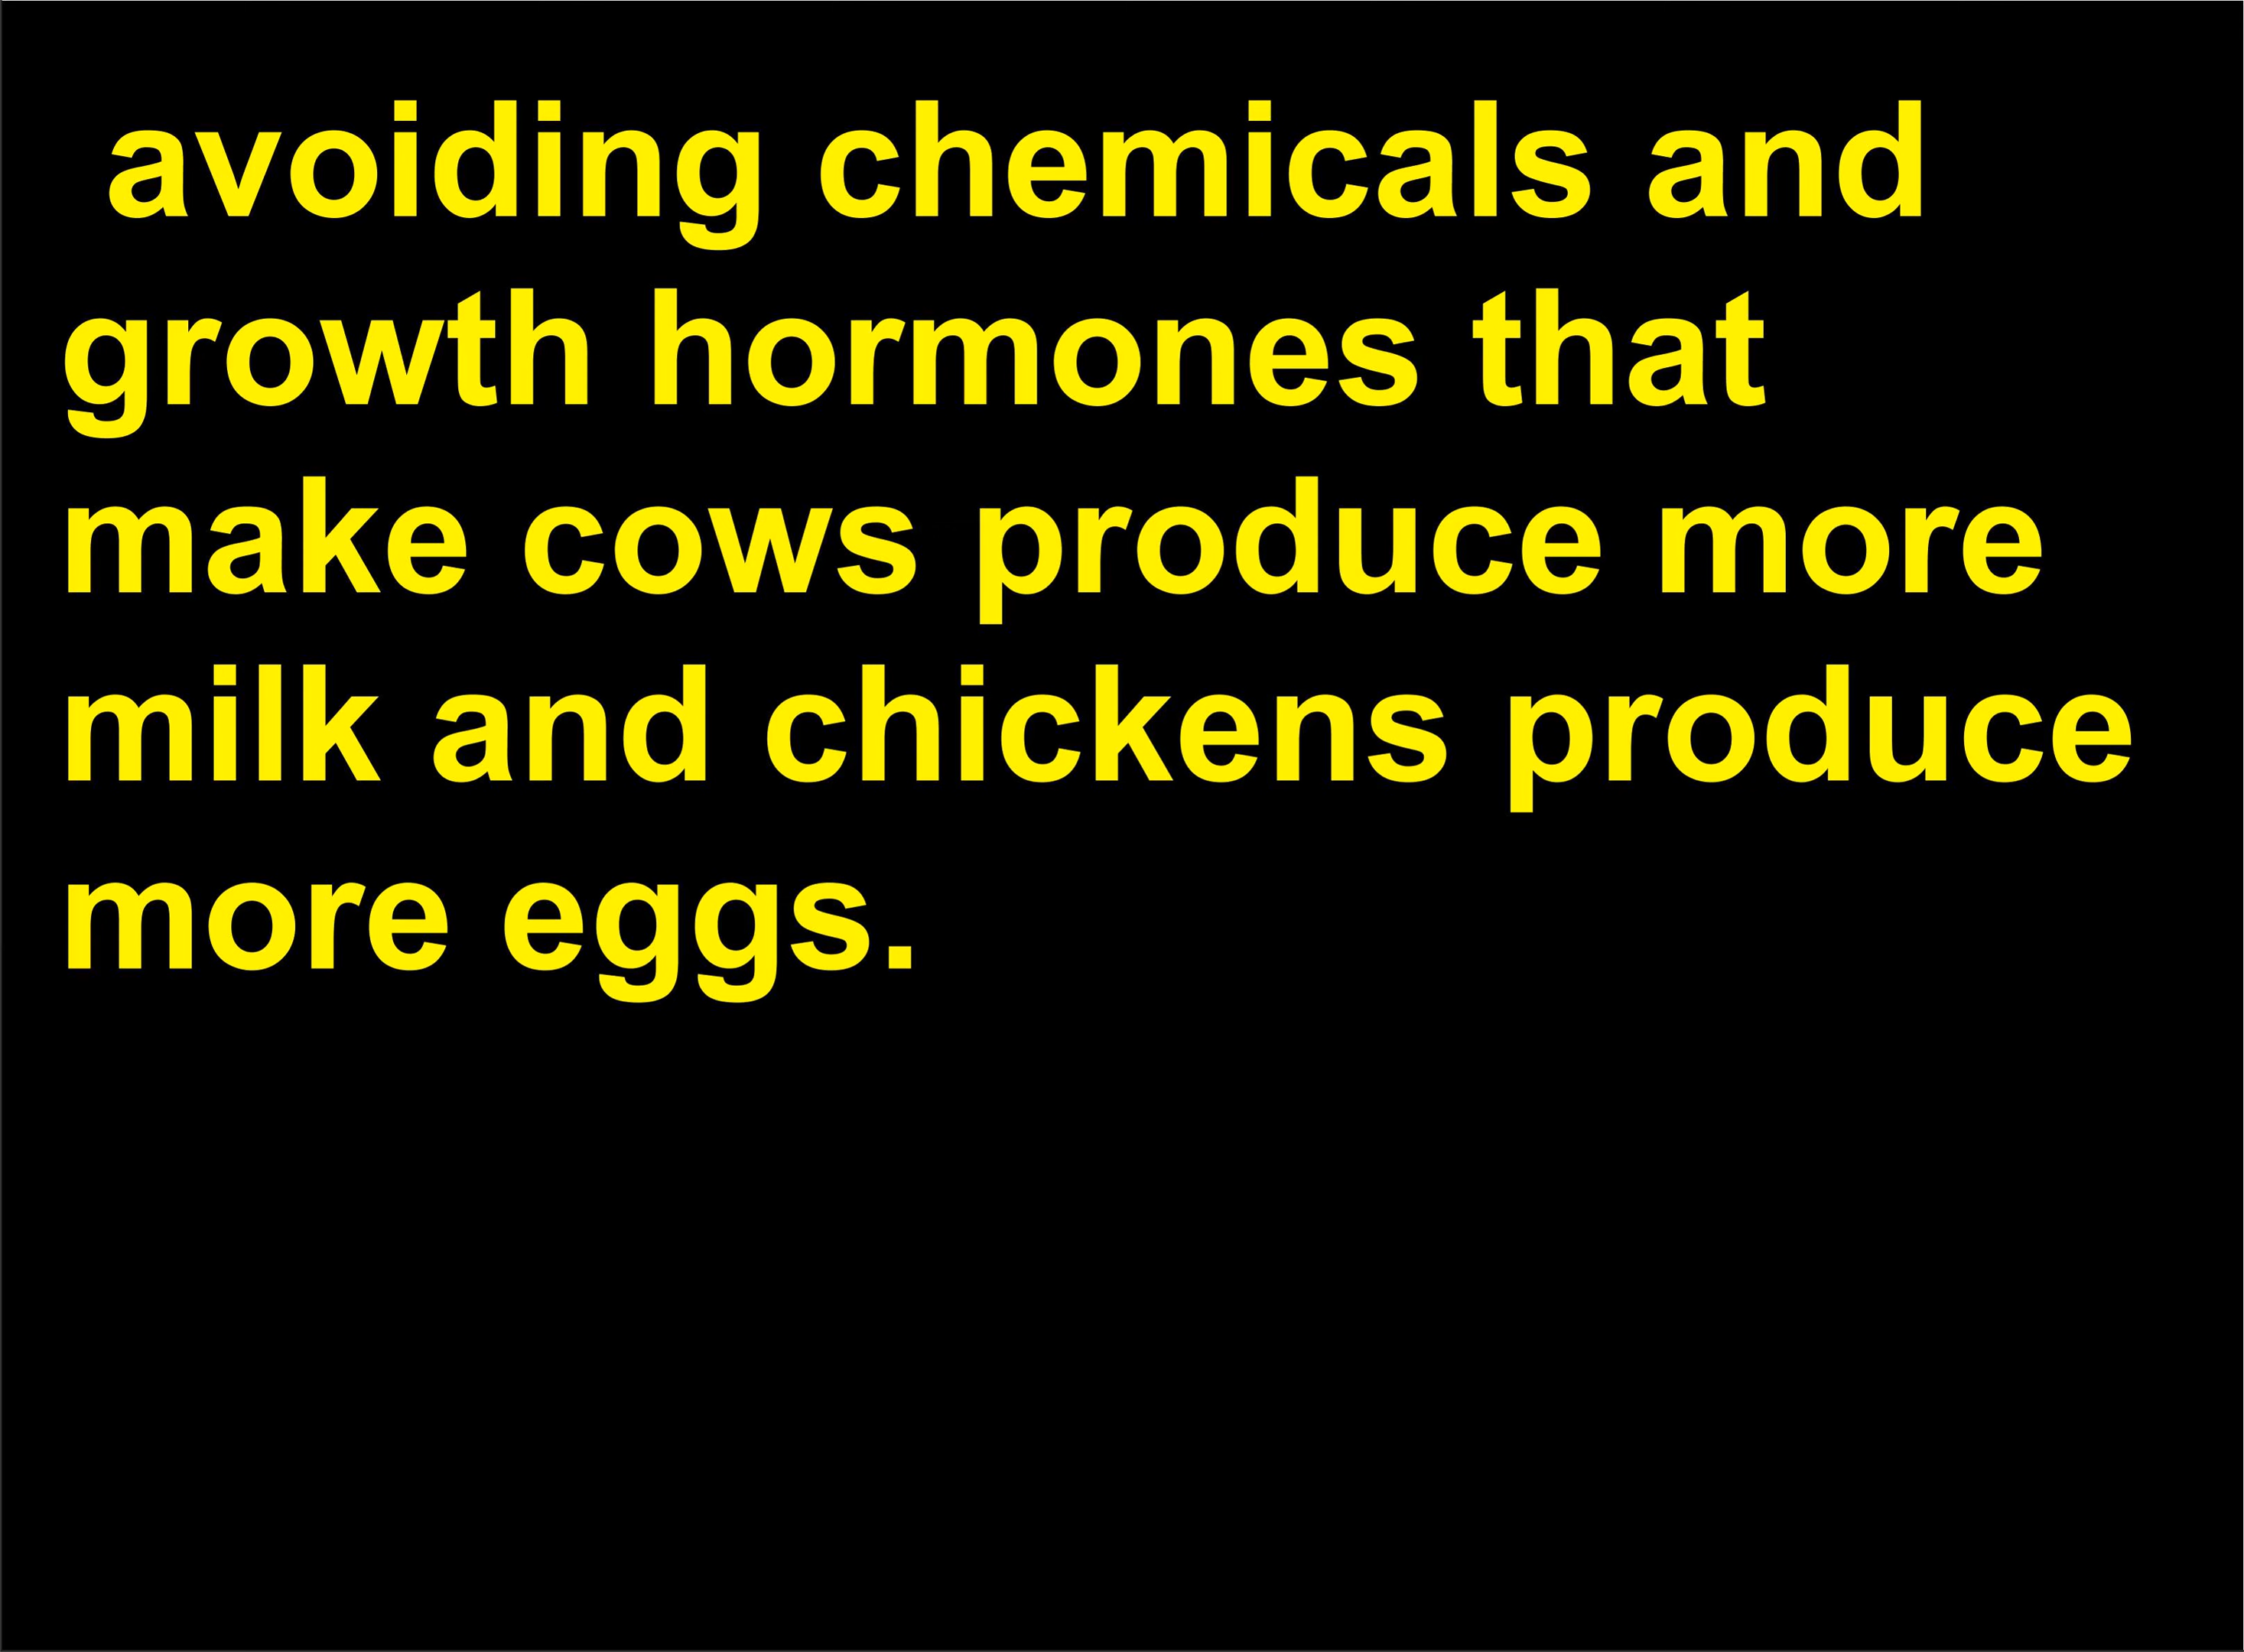 avoiding chemicals and
growth hormones that
make cows produce more
milk and chickens produce
more eggs.